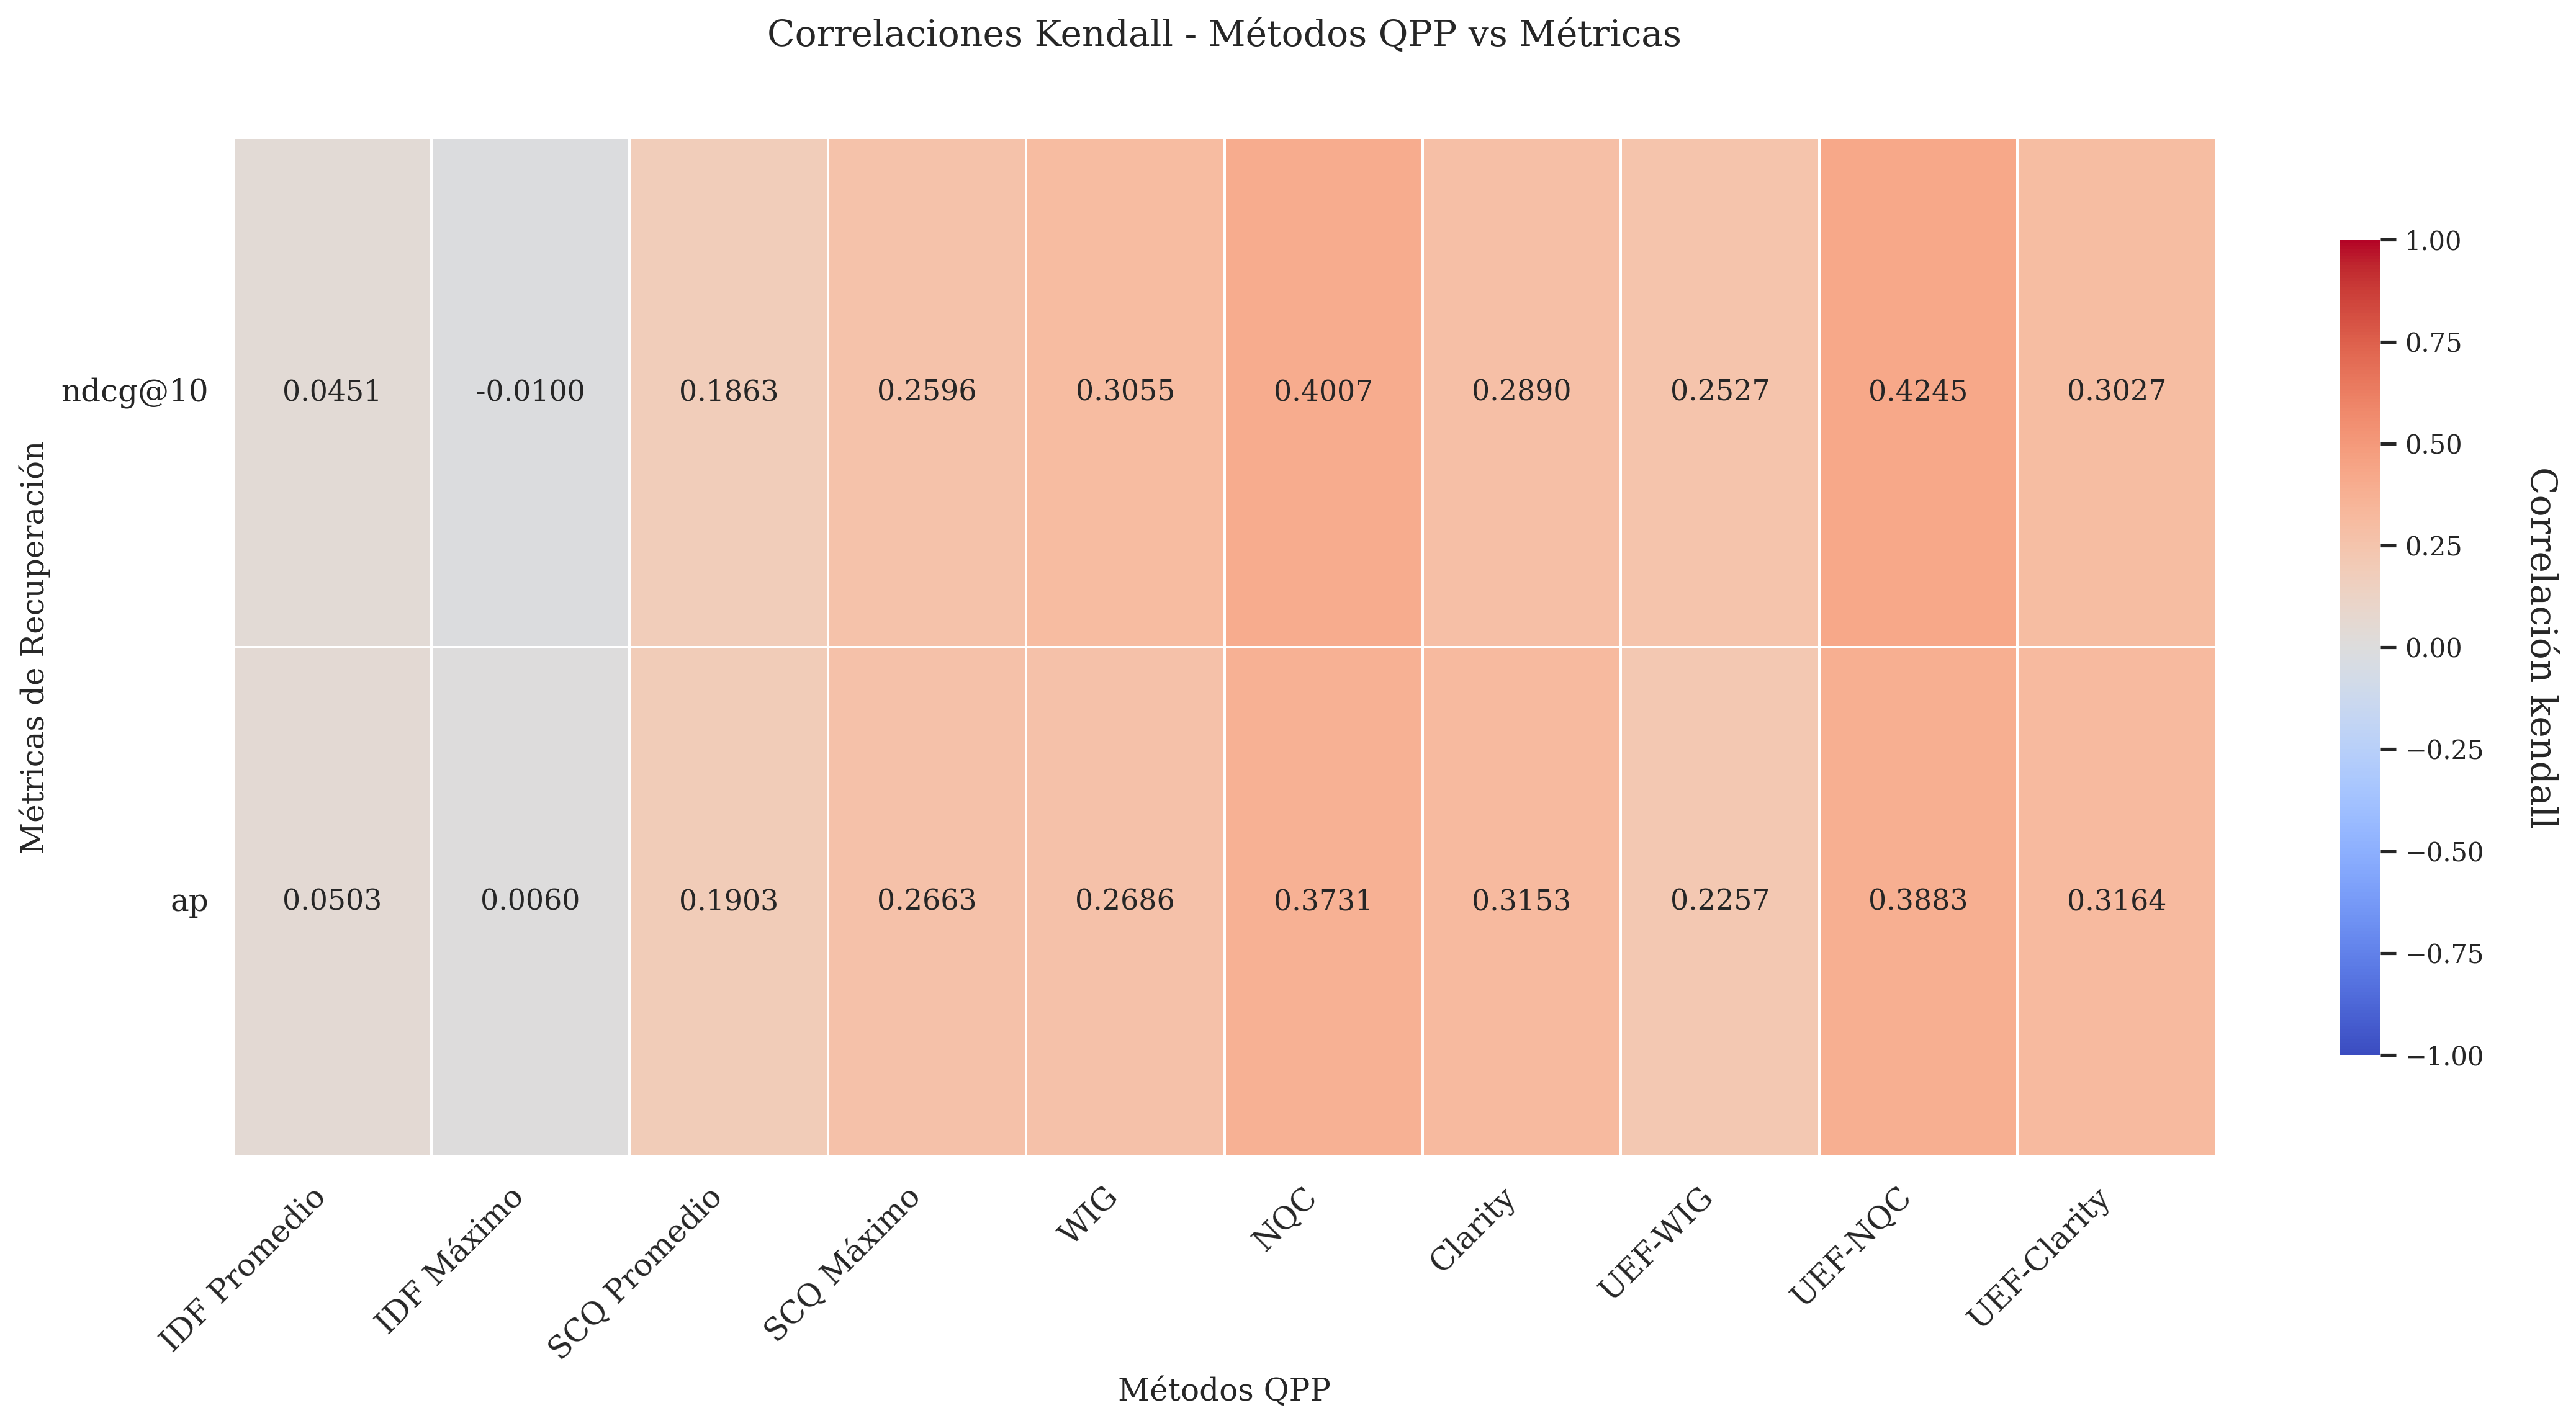 Correlaciones Kendall - Métodos QPP vs Métricas
Métricas de Recuperación
ndcg@10
0.0451 -0.0100 0.1863 0.2596 0.3055 0.4007 0.2890 0.2527 0.4245 0.3027
ap
0.0503 0.0060 0.1903 0.2663 0.2686 0.3731 0.3153 0.2257 0.3883 0.3164
IDF Promedio
IDF Máximo
SCQ Promedio
SCQ Máximo
WIG
NQC
Clarity
UEF-WIG
UEF-NQC
UEF-Clarity
Métodos QPP
1.00
0.75
0.50
0.25
0.00
−0.25
−0.50
−0.75
−1.00
Correlación kendall